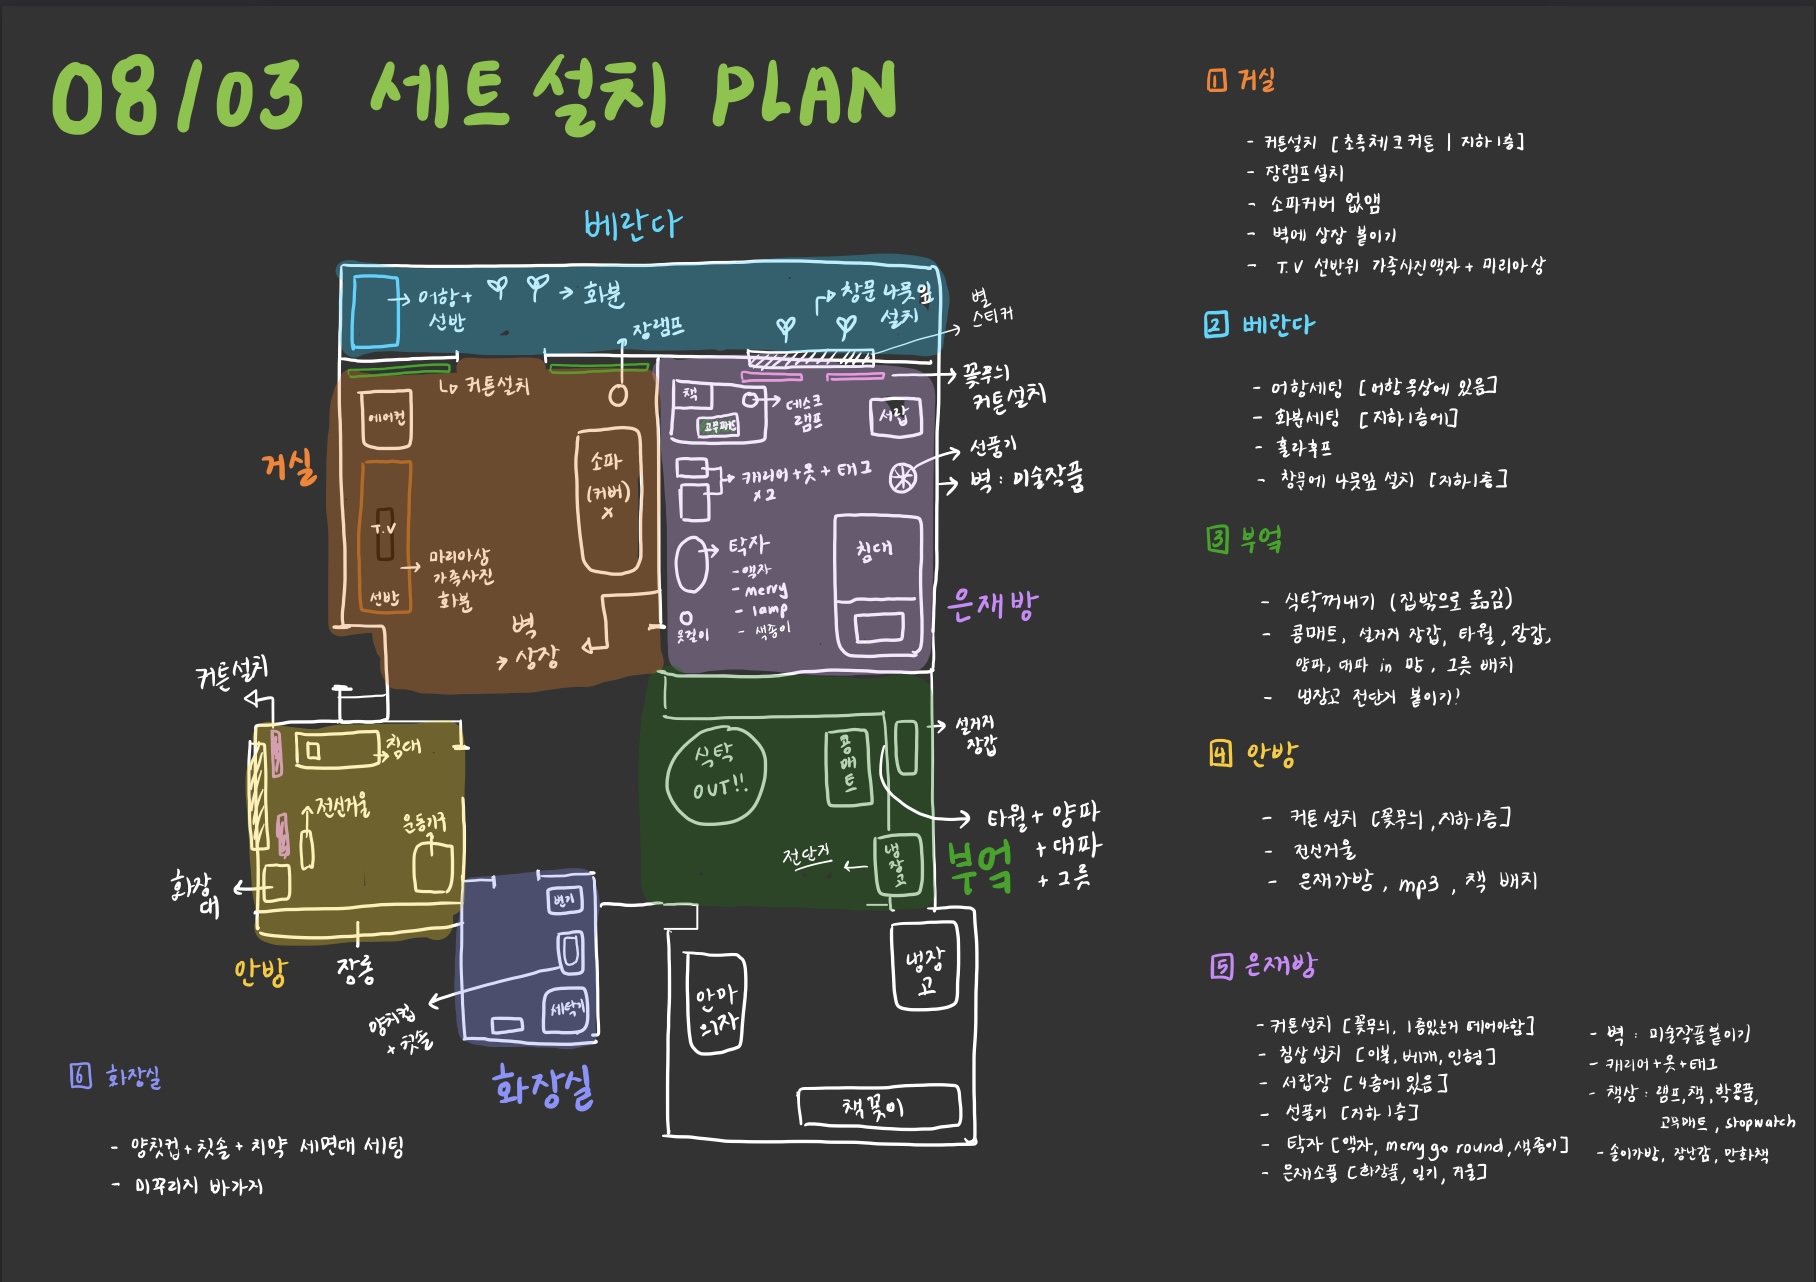 08/03 세트 설치 PLAN
베란다
어항+
선반
화분
창문 나뭇잎
설치
별
스티커
장램프
커튼설치
꽃무늬
커튼설치
거실
에어컨
소파
(커버)
X
T.V
선반
마리아상
가족사진
화분
벽
상장
책
고무매트
데스크
램프
서랍
선풍기
벽 : 미술작품
캐리어+옷+태그
x2
탁자
-액자
-merry
- lamp
- 색종이
옷걸이
침대
은재방
커튼설치
침대
전신거울
운동기구
화장
대
안방
장롱
식탁
OUT!!
콩
매
트
설거지
장갑
타월+양파
+대파
+그릇
전단지
냉
장
고
부엌
변기
세탁기
양치컵
+ 칫솔
화장실
안마
의자
냉장
고
책꽂이
6 화장실
- 양칫컵+칫솔+치약 세면대 세팅
- 미꾸리지 바가지
1 거실
- 커튼설치 [초록체크커튼 | 지하1층]
- 장램프설치
- 소파커버 없앰
- 벽에 상장 붙이기
- T.V 선반위 가족사진액자+ 미리아상
2 베란다
- 어항세팅 [어항 옥상에 있음]
- 화분세팅 [지하1층에]
- 훌라후프
- 창문에 나뭇잎 설치 [지하1층]
3 부엌
- 식탁꺼내기 (집밖으로 옮김)
- 콩매트, 설거지 장갑, 타월, 장갑,
양파, 대파 in 망, 그릇 배치
- 냉장고 전단지 붙이기!
4 안방
- 커튼 설치 [꽃무늬, 지하1층]
- 전신거울
- 은재가방, mp3, 책 배치
5 은재방
- 커튼설치 [꽃무늬, 1층있는거 떼어야함]
- 침상 설치 [이불, 베개, 인형]
- 서랍장 [4층에 있음]
- 선풍기 [지하 1층]
- 탁자 [액자, merry go round, 색종이]
- 은재소품 [화장품, 일기, 거울]
- 벽 : 미술작품붙이기
- 캐리어+옷+태그
- 책상 : 램프, 책, 학용품,
고무매트, stopwatch
- 솔이가방, 장난감, 만화책